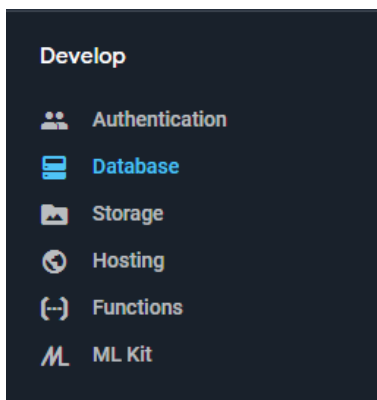 Develop
Authentication
Database
Storage
Hosting
Functions
ML Kit